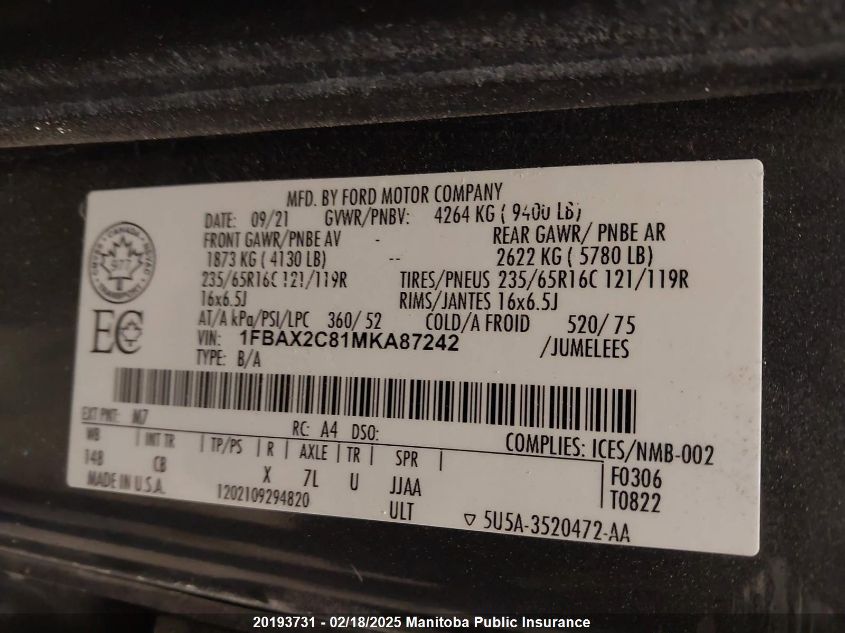 MFD. BY FORD MOTOR COMPANY
DATE: 09/21 GVWR/PNBV: 4264 KG ( 9400 LB)
FRONT GAWR/PNBE AV - REAR GAWR/ PNBE AR
1873 KG ( 4130 LB) -- 2622 KG ( 5780 LB)
235/65R16C 121/119R TIRES/PNEUS 235/65R16C 121/119R
16x6.5J RIMS/JANTES 16x6.5J
AT/A kPa/PSI/LPC 360/ 52 COLD/A FROID 520/ 75
VIN: 1FBAX2C81MKA87242 /JUMELEES
TYPE: B/A
CANADA
977
EC
EXT PNT: M7 RC: A4 DSO:
COMPLIES: ICES/NMB-002
WB | INT TR | TP/PS | R | AXLE | TR | SPR |
148 CB X 7L U JJAA
F0306
T0822
MADE IN U.S.A. 1202109294820 ULT
5U5A-3520472-AA
20193731 - 02/18/2025 Manitoba Public Insurance